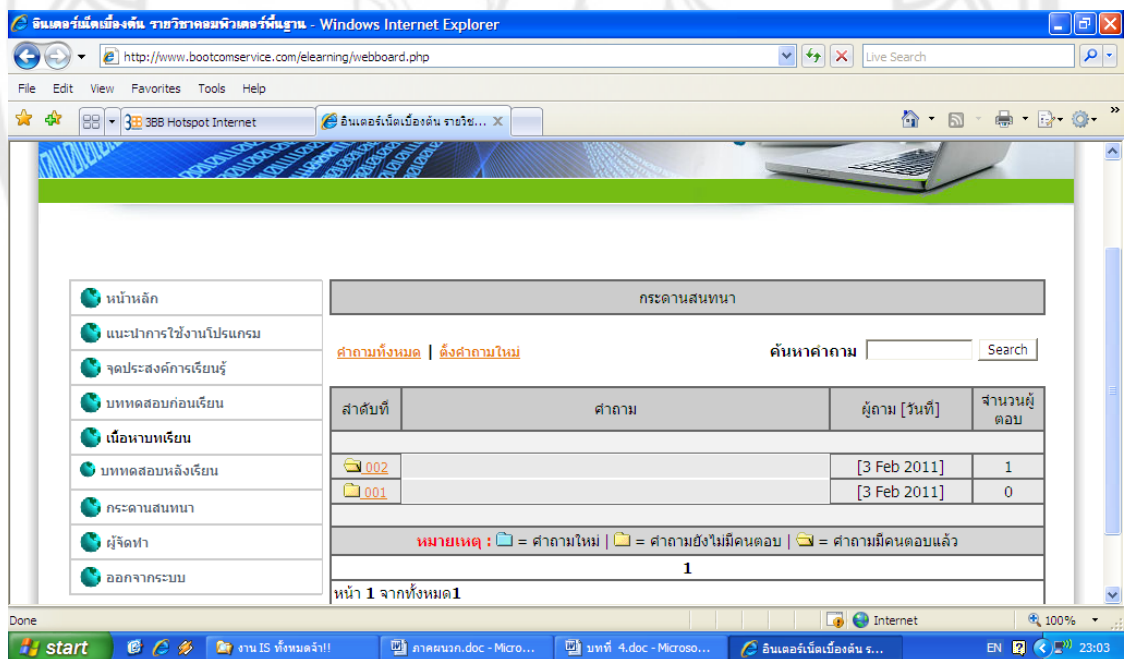 อินเตอร์เน็ตเบื้องต้น รายวิชาคอมพิวเตอร์พื้นฐาน - Windows Internet Explorer
http://www.bootcomservice.com/elearning/webboard.php
Live Search
File Edit View Favorites Tools Help
3BB Hotspot Internet
อินเตอร์เน็ตเบื้องต้น รายวิช...
หน้าหลัก
แนะนำการใช้งานโปรแกรม
จุดประสงค์การเรียนรู้
บททดสอบก่อนเรียน
เนื้อหาบทเรียน
บททดสอบหลังเรียน
กระดานสนทนา
ผู้จัดทำ
ออกจากระบบ
กระดานสนทนา
คำถามทั้งหมด | ตั้งคำถามใหม่
ค้นหาคำถาม Search
ลำดับที่ คำถาม ผู้ถาม [วันที่] จำนวนผู้ตอบ
002 [3 Feb 2011] 1
001 [3 Feb 2011] 0
หมายเหตุ : = คำถามใหม่ | = คำถามยังไม่มีคนตอบ | = คำถามมีคนตอบแล้ว
1
หน้า 1 จากทั้งหมด1
Done Internet 100%
start งาน IS ทั้งหมดจ้า!! ภาคผนวก.doc - Micro... บทที่ 4.doc - Microso... อินเตอร์เน็ตเบื้องต้น ร... EN 23:03